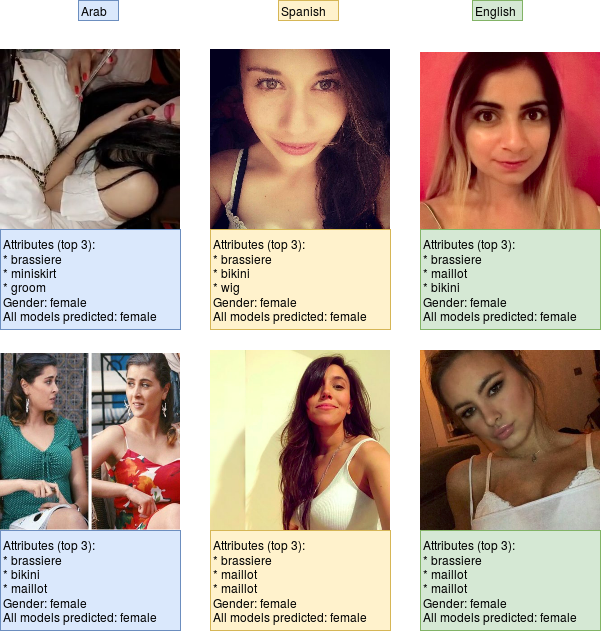 Arab
Spanish
English
Attributes (top 3):
* brassiere
* miniskirt
* groom
Gender: female
All models predicted: female
Attributes (top 3):
* brassiere
* bikini
* wig
Gender: female
All models predicted: female
Attributes (top 3):
* brassiere
* maillot
* bikini
Gender: female
All models predicted: female
Attributes (top 3):
* brassiere
* bikini
* maillot
Gender: female
All models predicted: female
Attributes (top 3):
* brassiere
* maillot
* maillot
Gender: female
All models predicted: female
Attributes (top 3):
* brassiere
* maillot
* maillot
Gender: female
All models predicted: female